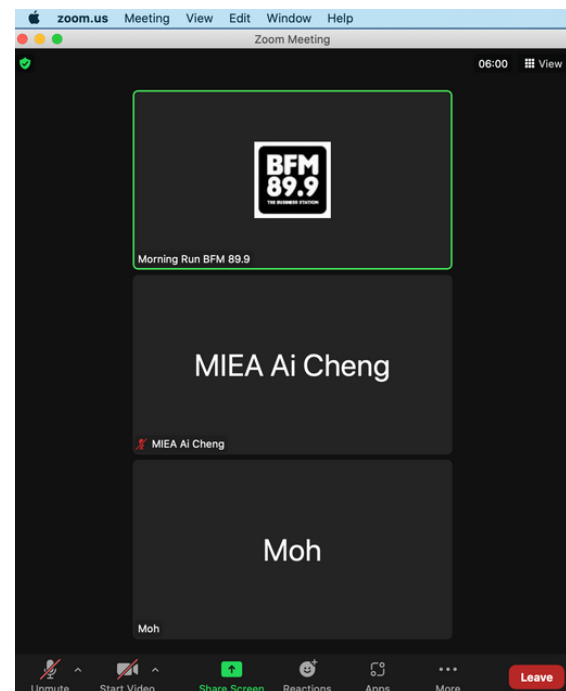 zoom.us Meeting View Edit Window Help
Zoom Meeting
06:00 View
BFM
89.9
THE BUSINESS STATION
Morning Run BFM 89.9
MIEA Ai Cheng
MIEA Ai Cheng
Moh
Moh
Unmute Start Video Share Screen Reactions Apps More Leave